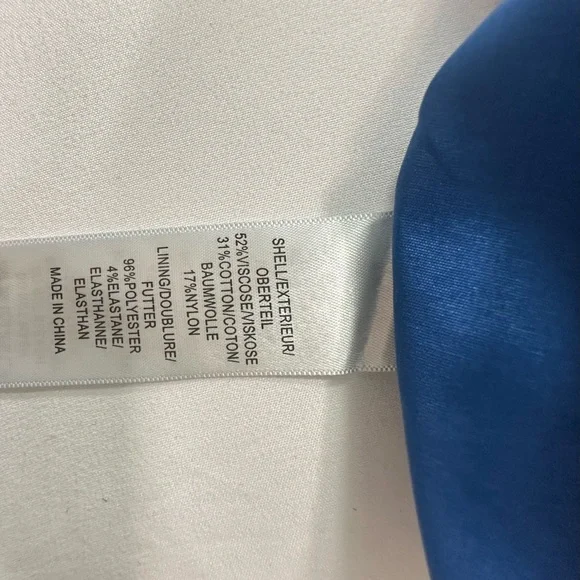 SHELL/EXTERIEUR/
OBERTEIL
52%VISCOSE/VISKOSE
31%COTTON/COTON/
BAUMWOLLE
17%NYLON
LINING/DOUBLURE/
FUTTER
96%POLYESTER
4%ELASTANE/
ELASTHANNE/
ELASTHAN
MADE IN CHINA